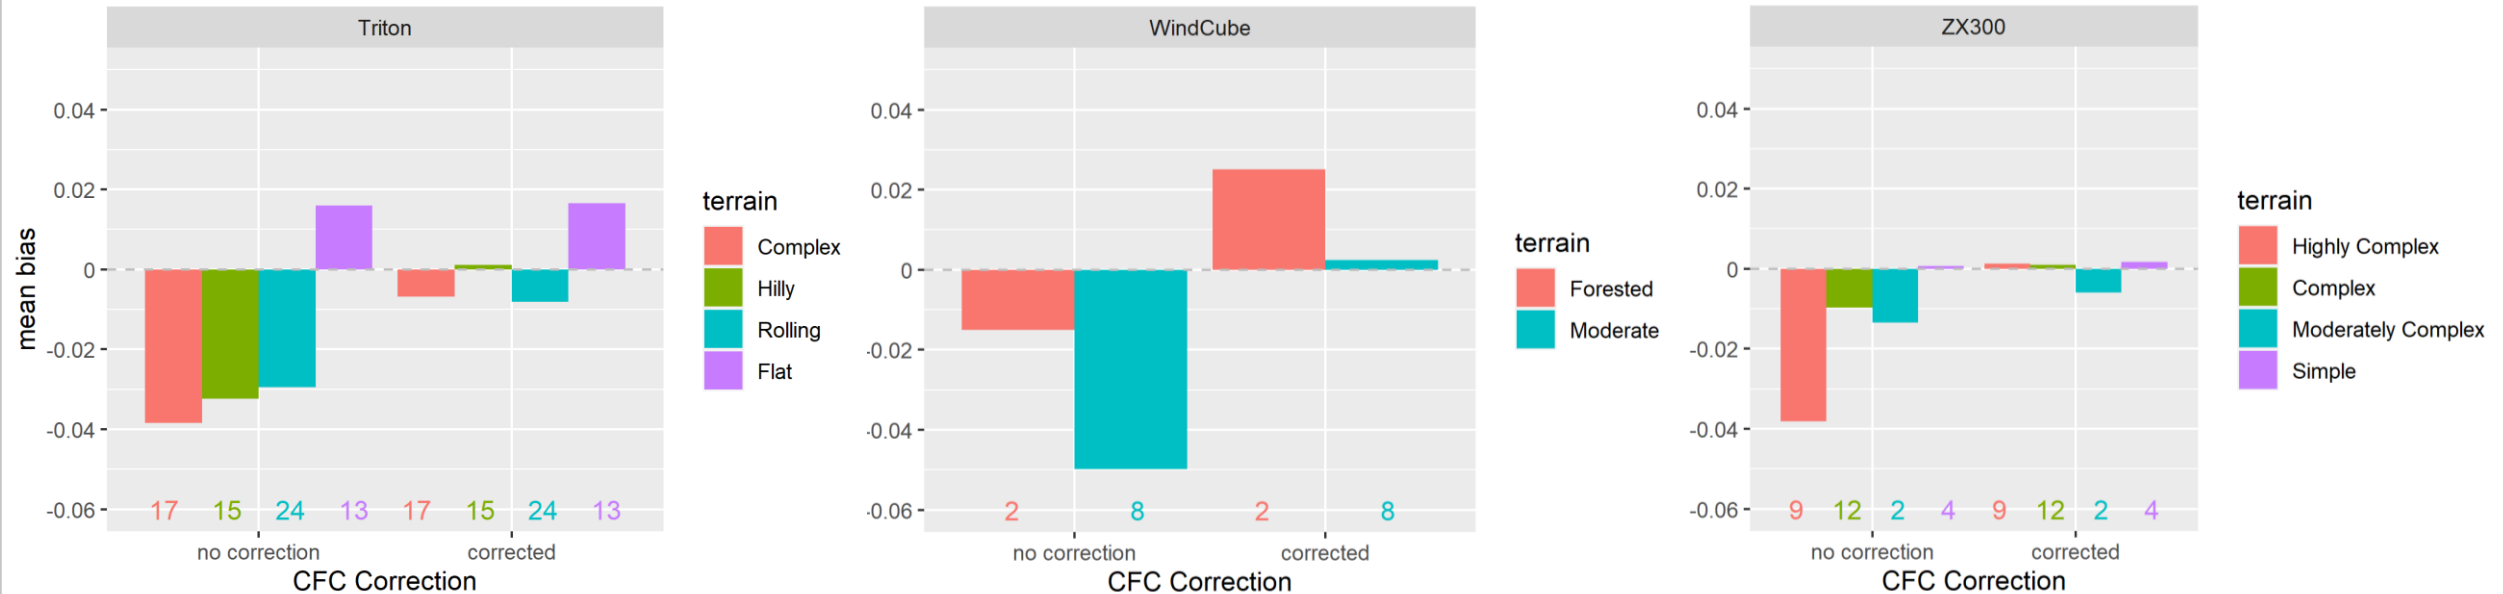 Triton
mean bias
0.04
0.02
0
-0.02
-0.04
-0.06
17 15 24 13 17 15 24 13
no correction corrected
CFC Correction
terrain
Complex
Hilly
Rolling
Flat
WindCube
0.04
0.02
0
-0.02
-0.04
-0.06
2 8 2 8
no correction corrected
CFC Correction
terrain
Forested
Moderate
ZX300
0.04
0.02
0
-0.02
-0.04
-0.06
9 12 2 4 9 12 2 4
no correction corrected
CFC Correction
terrain
Highly Complex
Complex
Moderately Complex
Simple